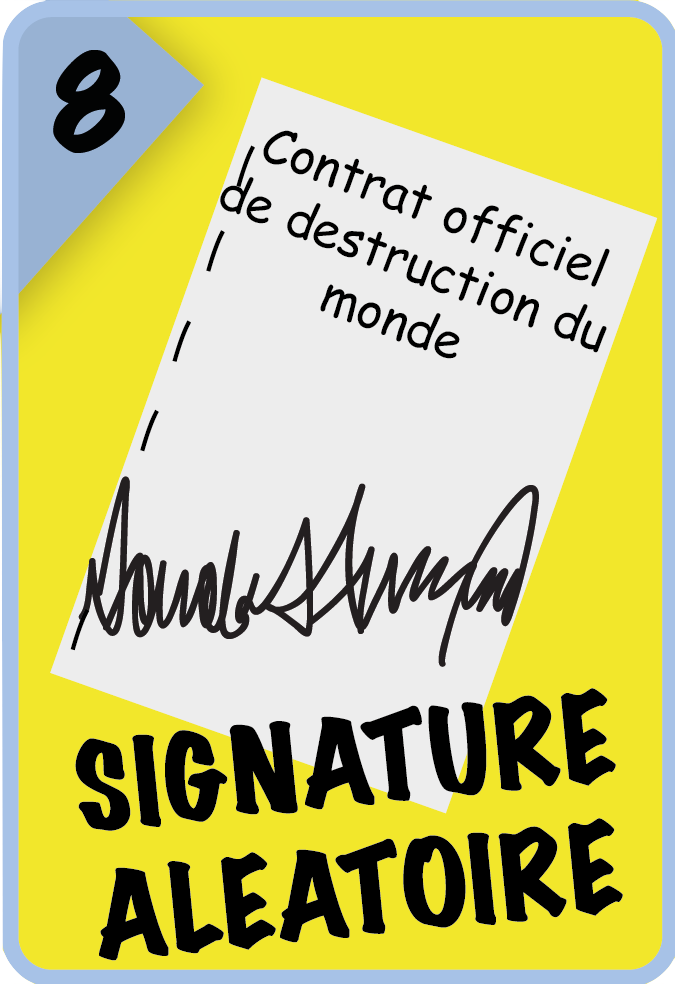 8
Contrat officiel
de destruction du
monde
SIGNATURE
ALEATOIRE